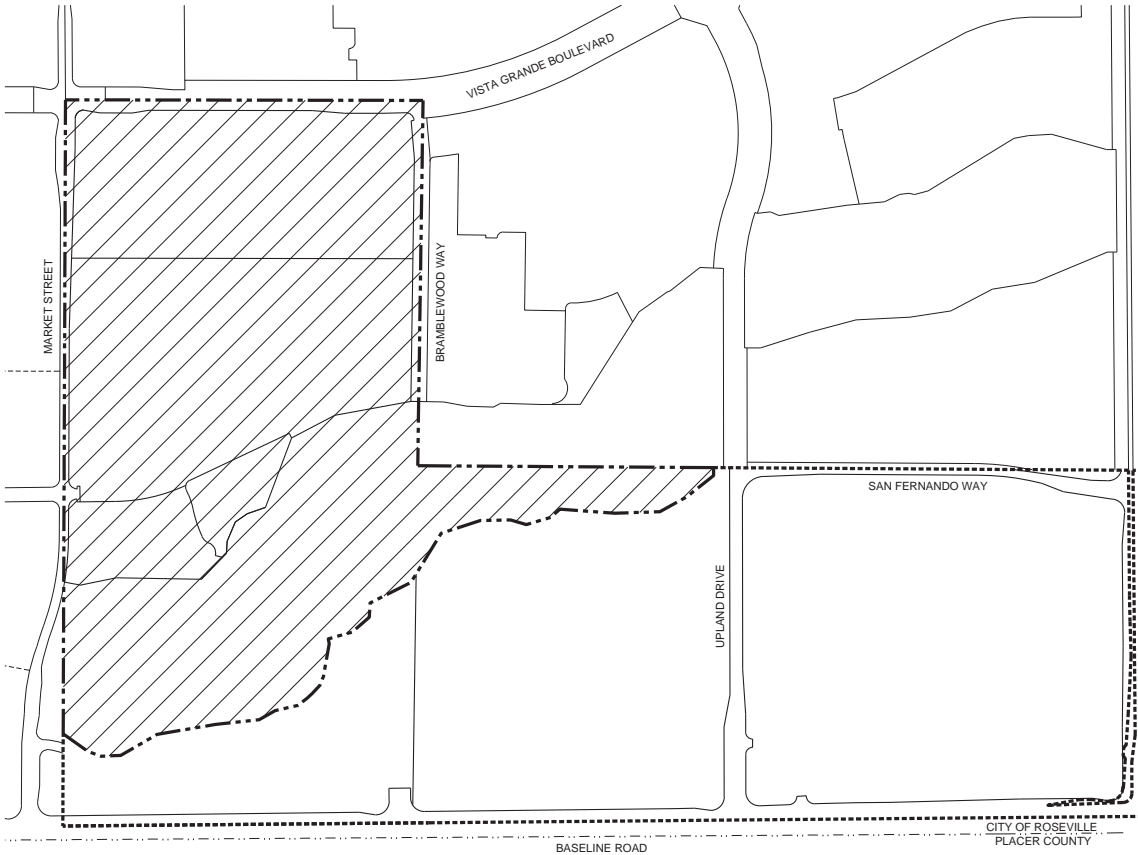 VISTA GRANDE BOULEVARD
MARKET STREET
BRAMBLEWOOD WAY
SAN FERNANDO WAY
UPLAND DRIVE
CITY OF ROSEVILLE
PLACER COUNTY
BASELINE ROAD